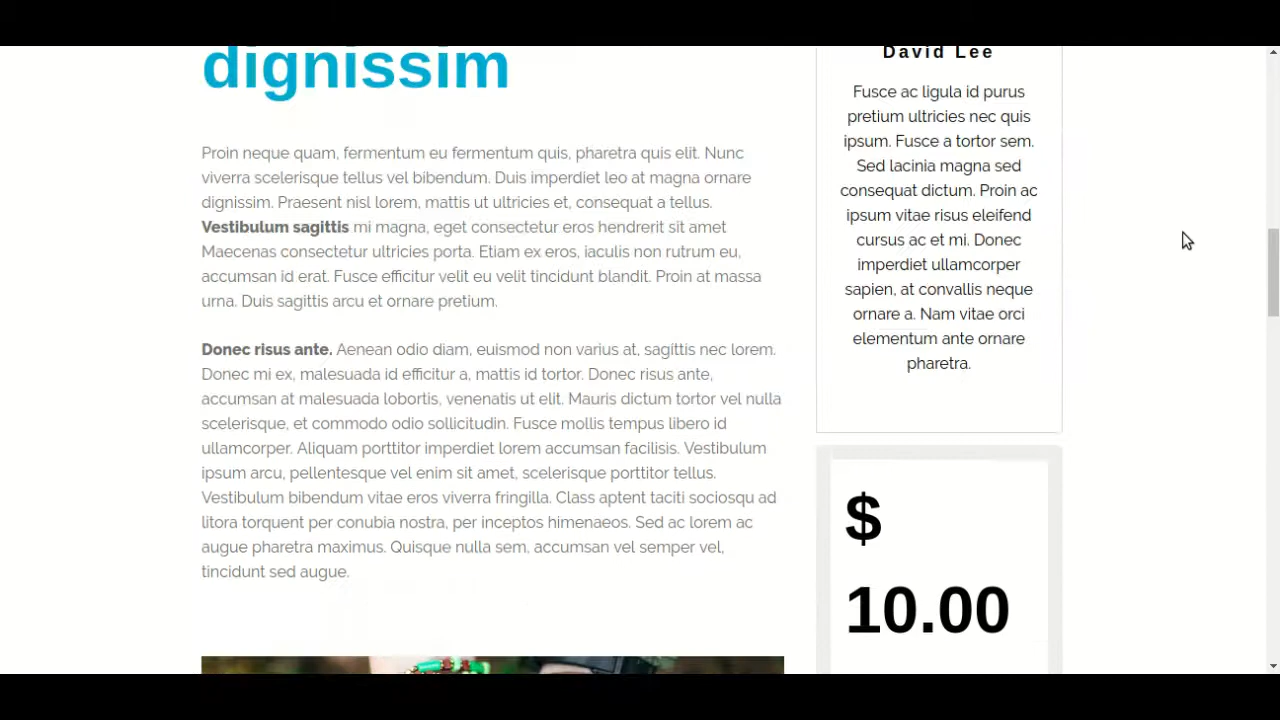 dignissim
Proin neque quam, fermentum eu fermentum quis, pharetra quis elit. Nunc
viverra scelerisque tellus vel bibendum. Duis imperdiet leo at magna ornare
dignissim. Praesent nisl lorem, mattis ut ultricies et, consequat a tellus.
Vestibulum sagittis mi magna, eget consectetur eros hendrerit sit amet
Maecenas consectetur ultricies porta. Etiam ex eros, iaculis non rutrum eu,
accumsan id erat. Fusce efficitur velit eu velit tincidunt blandit. Proin at massa
urna. Duis sagittis arcu et ornare pretium.
Donec risus ante. Aenean odio diam, euismod non varius at, sagittis nec lorem.
Donec mi ex, malesuada id efficitur a, mattis id tortor. Donec risus ante,
accumsan at malesuada lobortis, venenatis ut elit. Mauris dictum tortor vel nulla
scelerisque, et commodo odio sollicitudin. Fusce mollis tempus libero id
ullamcorper. Aliquam porttitor imperdiet lorem accumsan facilisis. Vestibulum
ipsum arcu, pellentesque vel enim sit amet, scelerisque porttitor tellus.
Vestibulum bibendum vitae eros viverra fringilla. Class aptent taciti sociosqu ad
litora torquent per conubia nostra, per inceptos himenaeos. Sed ac lorem ac
augue pharetra maximus. Quisque nulla sem, accumsan vel semper vel,
tincidunt sed augue.
David Lee
Fusce ac ligula id purus
pretium ultricies nec quis
ipsum. Fusce a tortor sem.
Sed lacinia magna sed
consequat dictum. Proin ac
ipsum vitae risus eleifend
cursus ac et mi. Donec
imperdiet ullamcorper
sapien, at convallis neque
ornare a. Nam vitae orci
elementum ante ornare
pharetra.
$
10.00